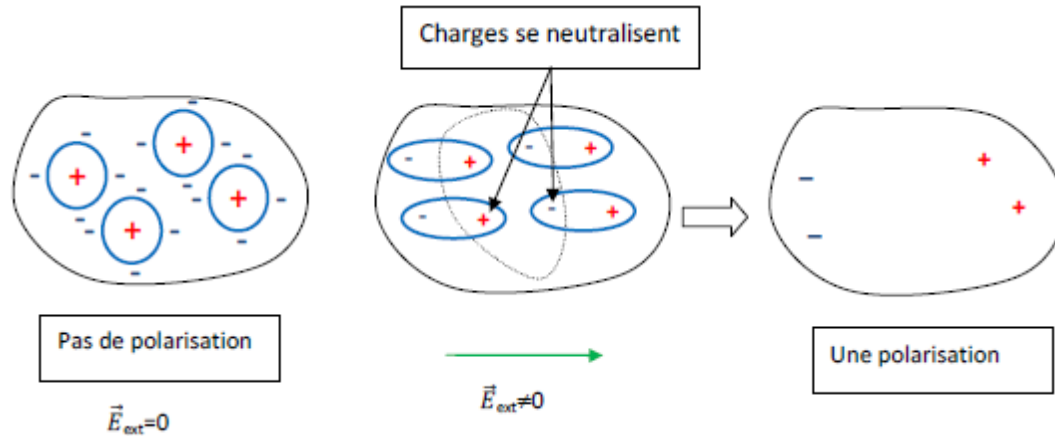 Charges se neutralisent
Pas de polarisation
Une polarisation
E⃗ext=0
E⃗ext≠0